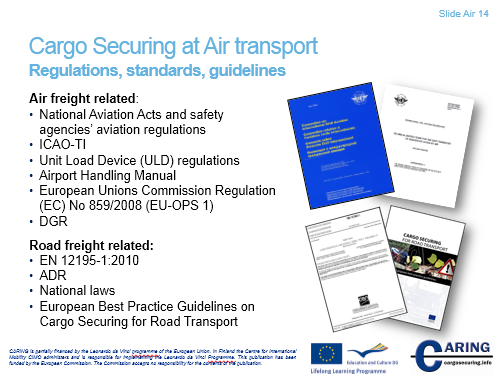 Slide Air 14
Cargo Securing at Air transport
Regulations, standards, guidelines
Air freight related:
• National Aviation Acts and safety
agencies' aviation regulations
• ICAO-TI
• Unit Load Device (ULD) regulations
• Airport Handling Manual
• European Unions Commission Regulation
(EC) No 859/2008 (EU-OPS 1)
• DGR
Road freight related:
• EN 12195-1:2010
• ADR
• National laws
• European Best Practice Guidelines on
Cargo Securing for Road Transport
CARGO SECURING
FOR ROAD TRANSPORT
CARING is partially financed by the Leonardo da Vinci programme of the European Union. In Finland the Centre for International
Mobility CIMO administers and is responsible for implementing the Leonardo da Vinci Programme. This publication has been
funded by the European Commission. The Commission accepts no responsibility for the contents of the publication.
Education and Culture DG
Lifelong Learning Programme
CARING
cargosecuring.info